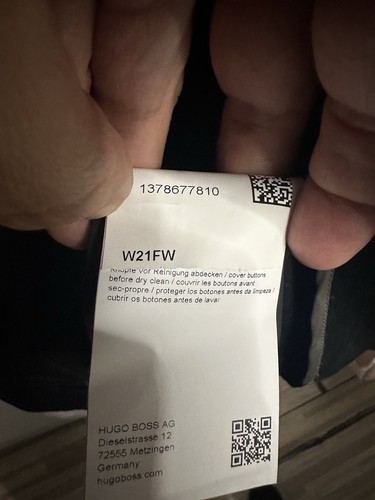 1378677810
W21FW
Knöpfe vor Reinigung abdecken / cover buttons
before dry clean / couvrir les boutons avant
sec-propre / proteger los botones antes da limpeza /
cubrir os botones antes de lavar
HUGO BOSS AG
Dieselstrasse 12
72555 Metzingen
Germany
hugoboss.com